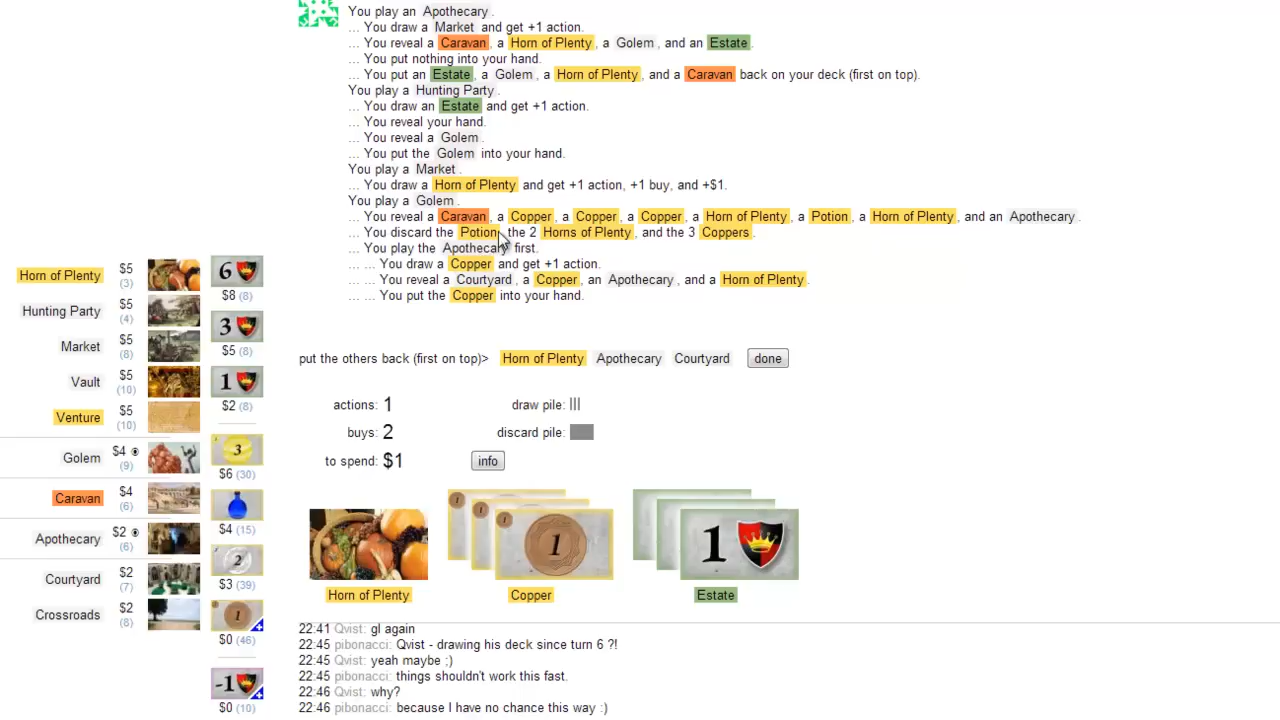 You play an Apothecary.
... You draw a Market and get +1 action.
... You reveal a Caravan, a Horn of Plenty, a Golem, and an Estate.
... You put nothing into your hand.
... You put an Estate, a Golem, a Horn of Plenty, and a Caravan back on your deck (first on top).
You play a Hunting Party.
... You draw an Estate and get +1 action.
... You reveal your hand.
... You reveal a Golem.
... You put the Golem into your hand.
You play a Market.
... You draw a Horn of Plenty and get +1 action, +1 buy, and +$1.
You play a Golem.
... You reveal a Caravan, a Copper, a Copper, a Copper, a Horn of Plenty, a Potion, a Horn of Plenty, and an Apothecary.
... You discard the Potion, the 2 Horns of Plenty, and the 3 Coppers.
... You play the Apothecary first.
... ... You draw a Copper and get +1 action.
... ... You reveal a Courtyard, a Copper, an Apothecary, and a Horn of Plenty.
... ... You put the Copper into your hand.
put the others back (first on top)> Horn of Plenty Apothecary Courtyard done
actions: 1 draw pile:
buys: 2 discard pile:
to spend: $1 info
Horn of Plenty $5 (3)
Hunting Party $5 (4)
Market $5 (8)
Vault $5 (10)
Venture $5 (10)
Golem $4 (9)
Caravan $4 (6)
Apothecary $2 (6)
Courtyard $2 (7)
Crossroads $2 (8)
6
$8 (8)
3
$5 (8)
1
$2 (8)
3
$6 (30)
$4 (15)
2
$3 (39)
1
$0 (46)
-1
$0 (10)
1 1 1 1
Horn of Plenty Copper Estate
22:41 Qvist: gl again
22:45 pibonacci: Qvist - drawing his deck since turn 6 ?!
22:45 Qvist: yeah maybe ;)
22:45 pibonacci: things shouldn't work this fast.
22:46 Qvist: why?
22:46 pibonacci: because I have no chance this way :)